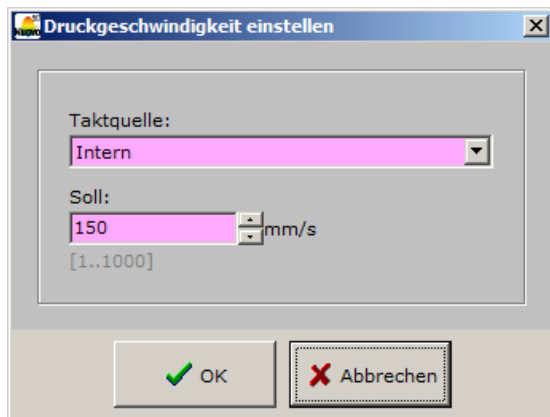 Druckgeschwindigkeit einstellen
Taktquelle:
Intern
Soll:
150 mm/s
[1..1000]
OK
Abbrechen